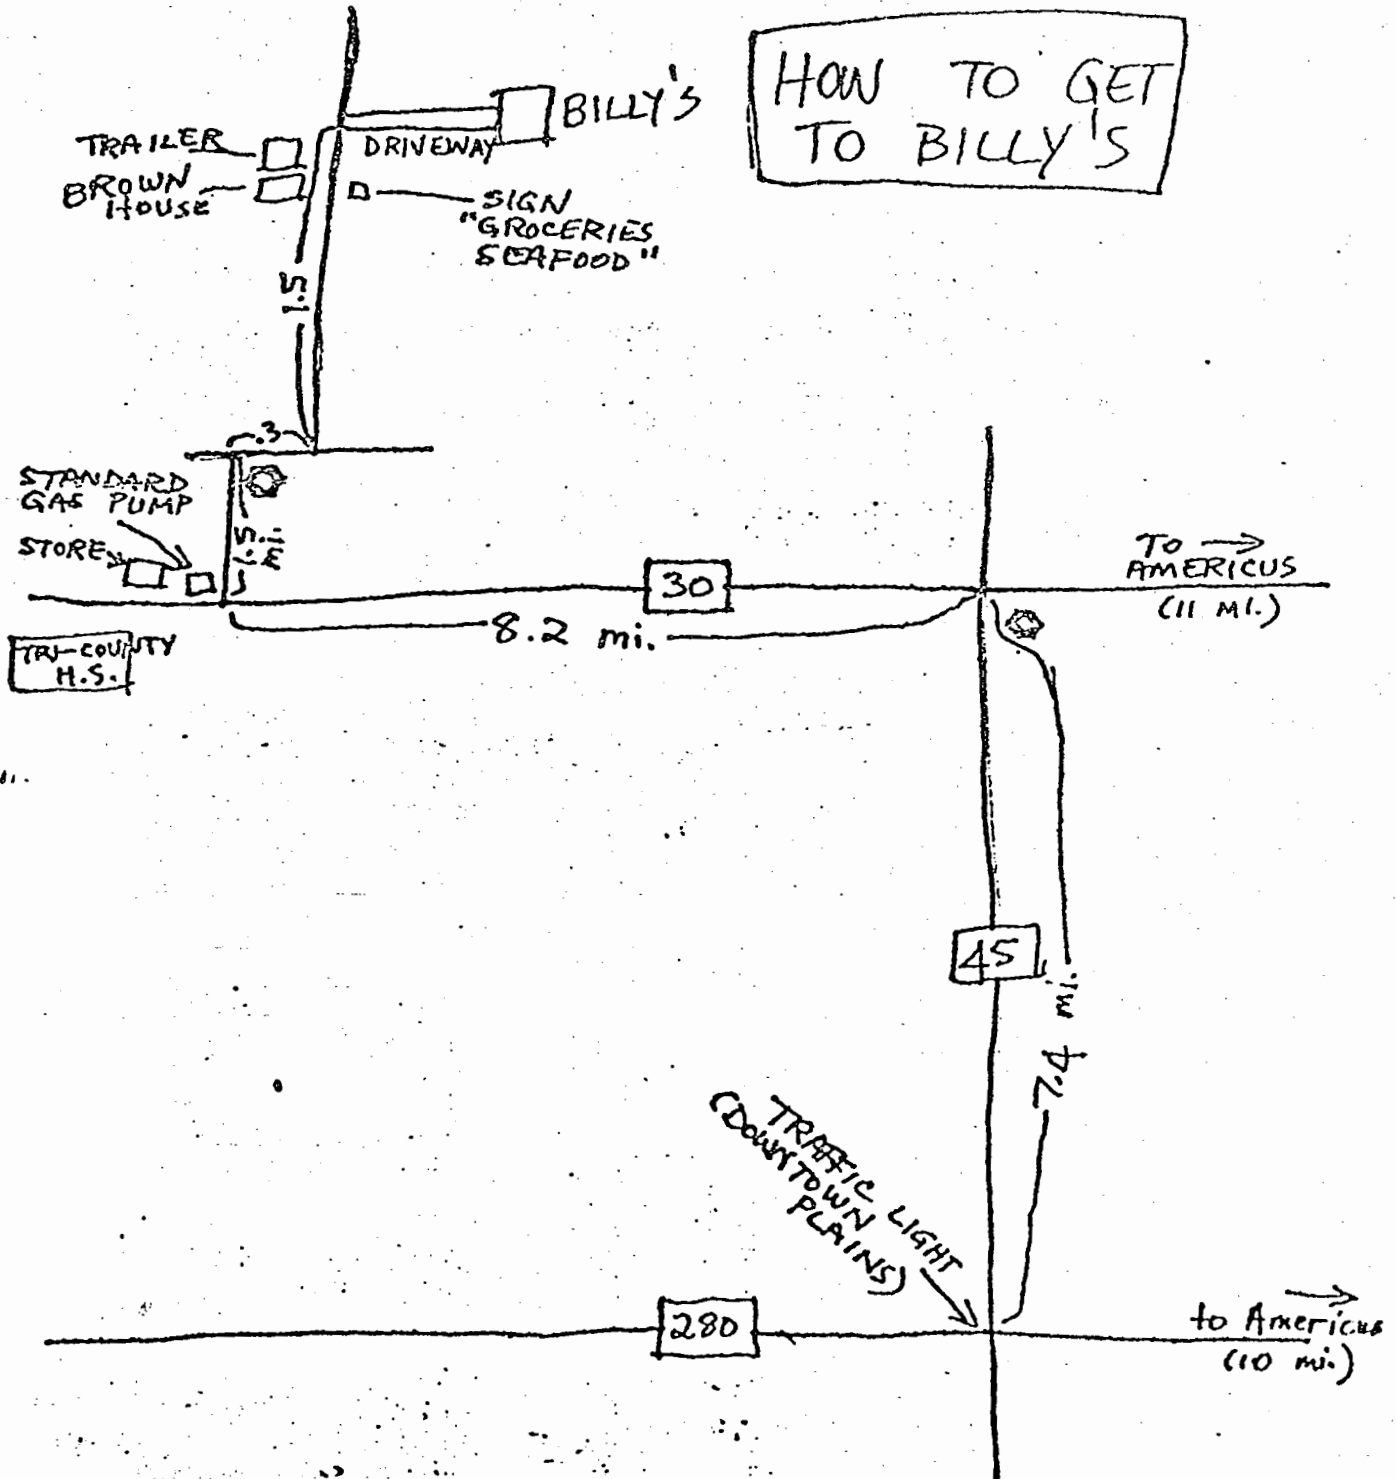 HOW TO GET
TO BILLY'S
BILLY'S
DRIVEWAY
TRAILER
BROWN
HOUSE
SIGN
"GROCERIES
SEAFOOD"
1.5
.3
STANDARD
GAS PUMP
STORE
1.5
mi.
30
TO →
AMERICUS
(11 MI.)
8.2 mi.
TRI-COUNTY
H.S.
45
7.4 mi.
TRAFFIC LIGHT
(DOWNTOWN
PLAINS)
280
to Americus
(10 mi.)